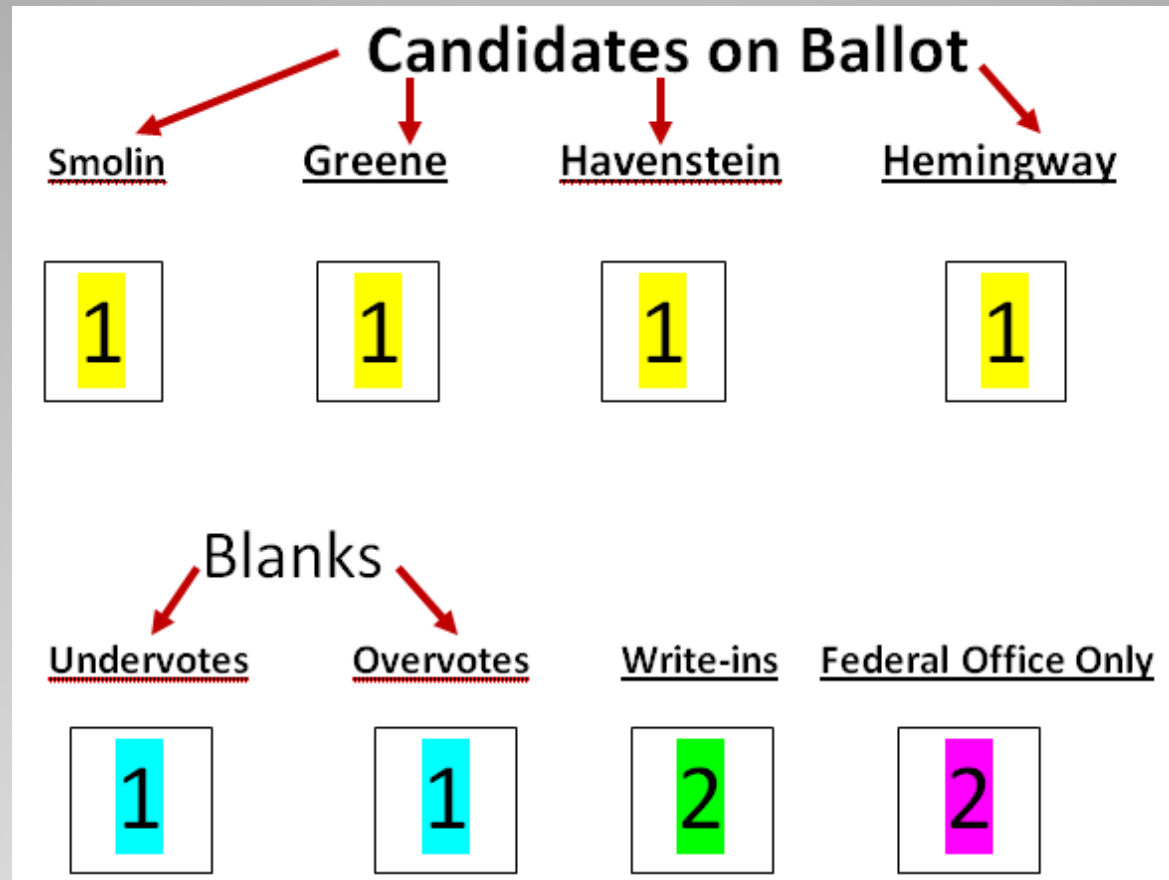 Candidates on Ballot
Smolin Greene Havenstein Hemingway
1 1 1 1
Blanks
Undervotes Overvotes Write-ins Federal Office Only
1 1 2 2